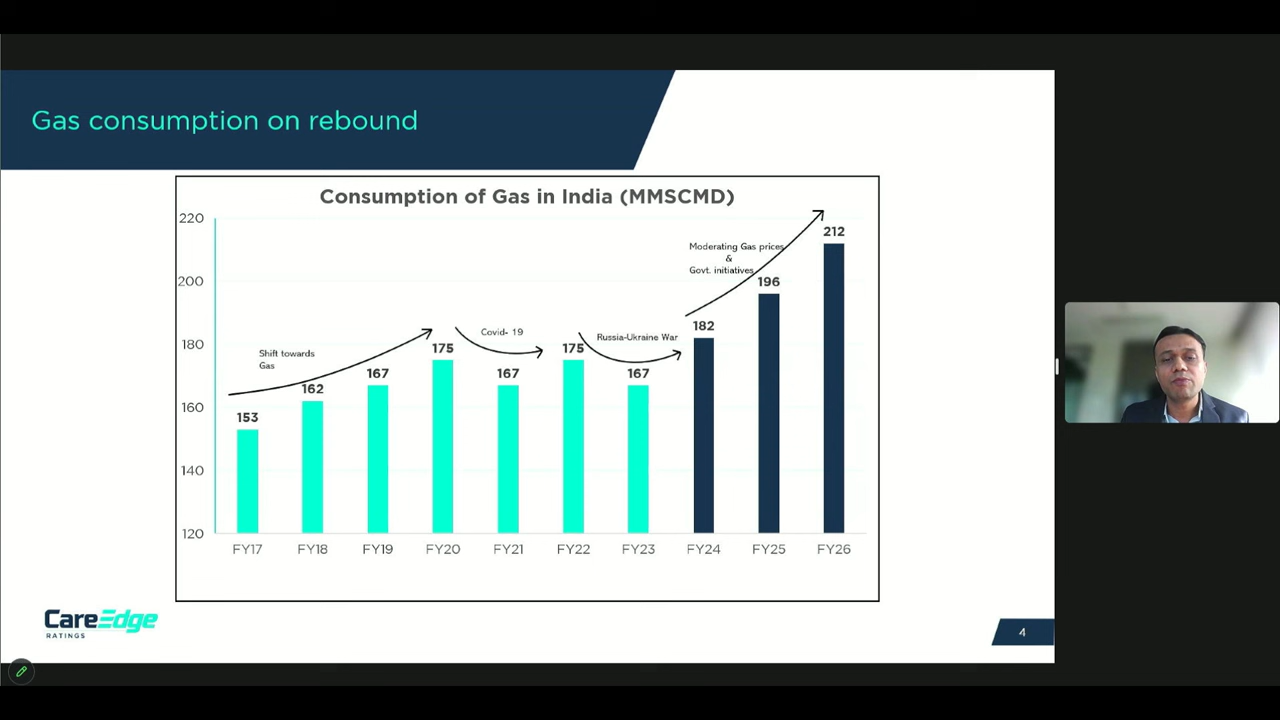 Gas consumption on rebound
Consumption of Gas in India (MMSCMD)
220
200
180
160
140
120
Shift towards
Gas
Covid- 19
Russia-Ukraine War
Moderating Gas prices
&
Govt. initiatives
153
162
167
175
167
175
167
182
196
212
FY17 FY18 FY19 FY20 FY21 FY22 FY23 FY24 FY25 FY26
CareEdge
RATINGS
4